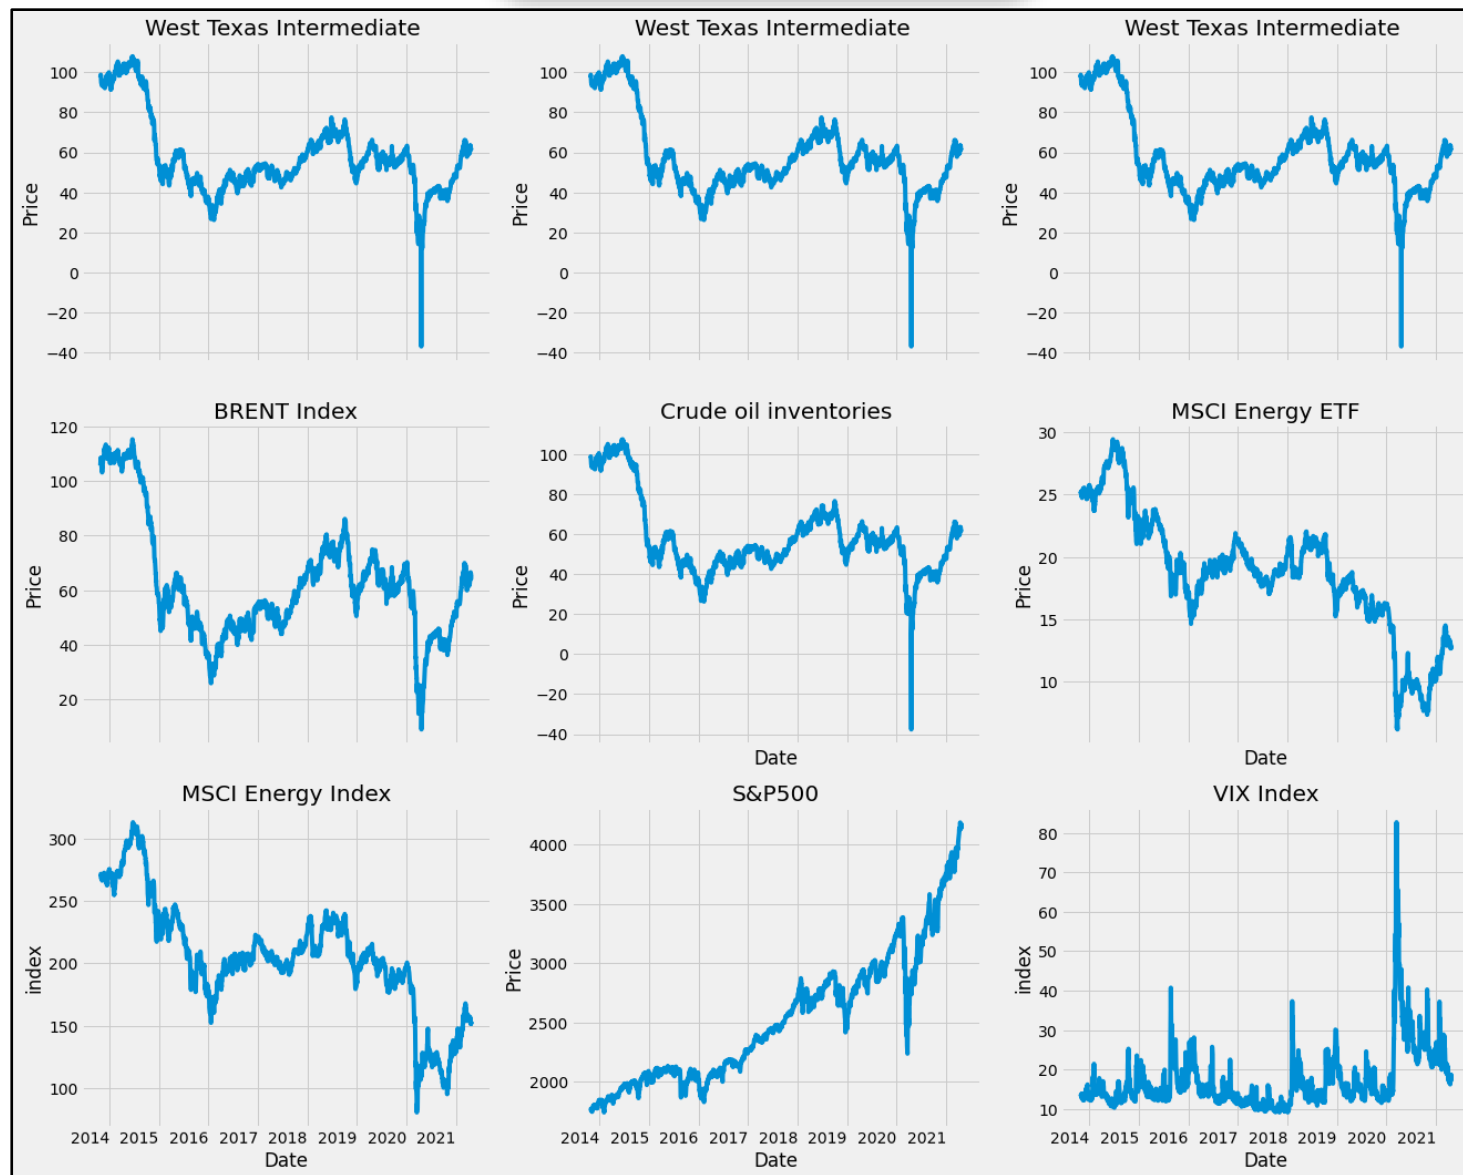 West Texas Intermediate
100
80
60
40
20
0
−20
−40
Price
West Texas Intermediate
100
80
60
40
20
0
−20
−40
Price
West Texas Intermediate
100
80
60
40
20
0
−20
−40
Price
BRENT Index
120
100
80
60
40
20
Price
Crude oil inventories
100
80
60
40
20
0
−20
−40
Price
Date
MSCI Energy ETF
30
25
20
15
10
Price
Date
MSCI Energy Index
300
250
200
150
100
index
2014 2015 2016 2017 2018 2019 2020 2021
Date
S&P500
4000
3500
3000
2500
2000
Price
2014 2015 2016 2017 2018 2019 2020 2021
Date
VIX Index
80
70
60
50
40
30
20
10
index
2014 2015 2016 2017 2018 2019 2020 2021
Date